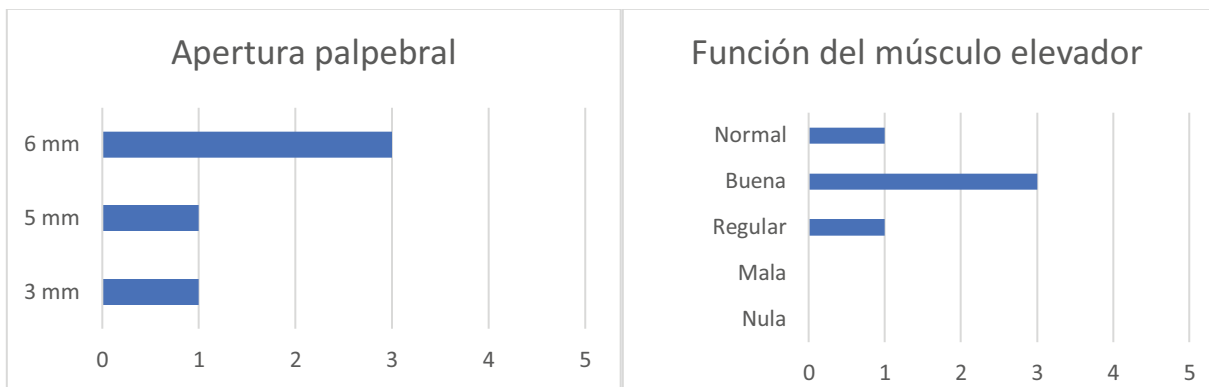 Apertura palpebral
6 mm
5 mm
3 mm
0 1 2 3 4 5
Función del músculo elevador
Normal
Buena
Regular
Mala
Nula
0 1 2 3 4 5